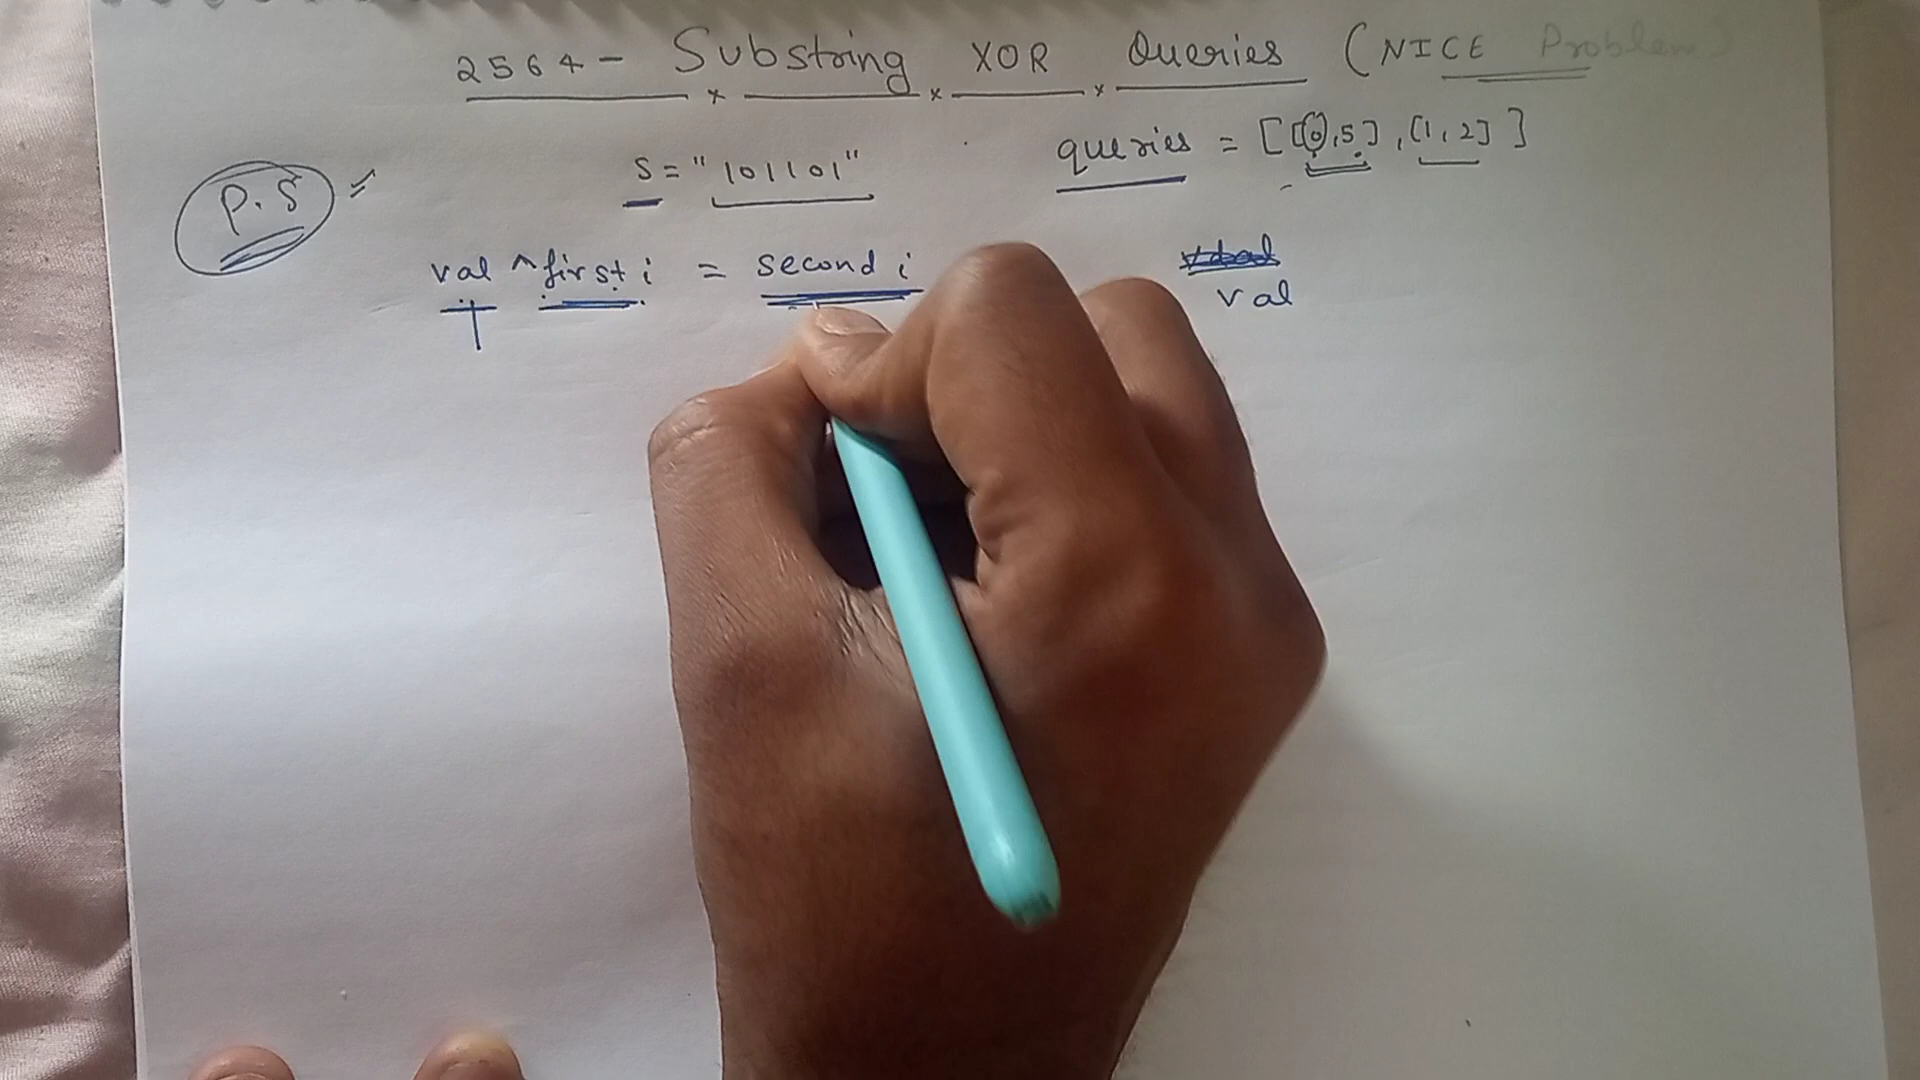 2564 - Substring XOR Queries (NICE Problem)
P.S
s = "101101" queries = [[0,5],[1,2]]
val ^ first i = second i
val